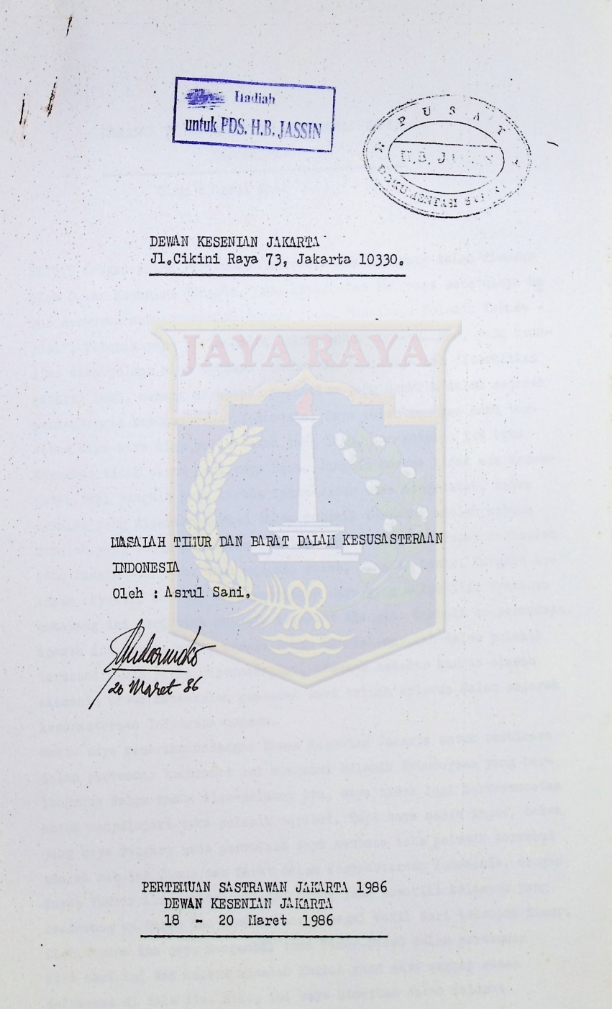 Hadiah
untuk PDS. H.B. JASSIN
PUSAT
H.B. JASSIN
DOKUMENTASI SASTRA
DEWAN KESENIAN JAKARTA
Jl.Cikini Raya 73, Jakarta 10330.
JAYA RAYA
MASALAH TIMUR DAN BARAT DALAM KESUSASTERAAN
INDONESIA
Oleh : Asrul Sani,
20 Maret 86
PERTEMUAN SASTRAWAN JAKARTA 1986
DEWAN KESENIAN JAKARTA
18 - 20 Maret 1986